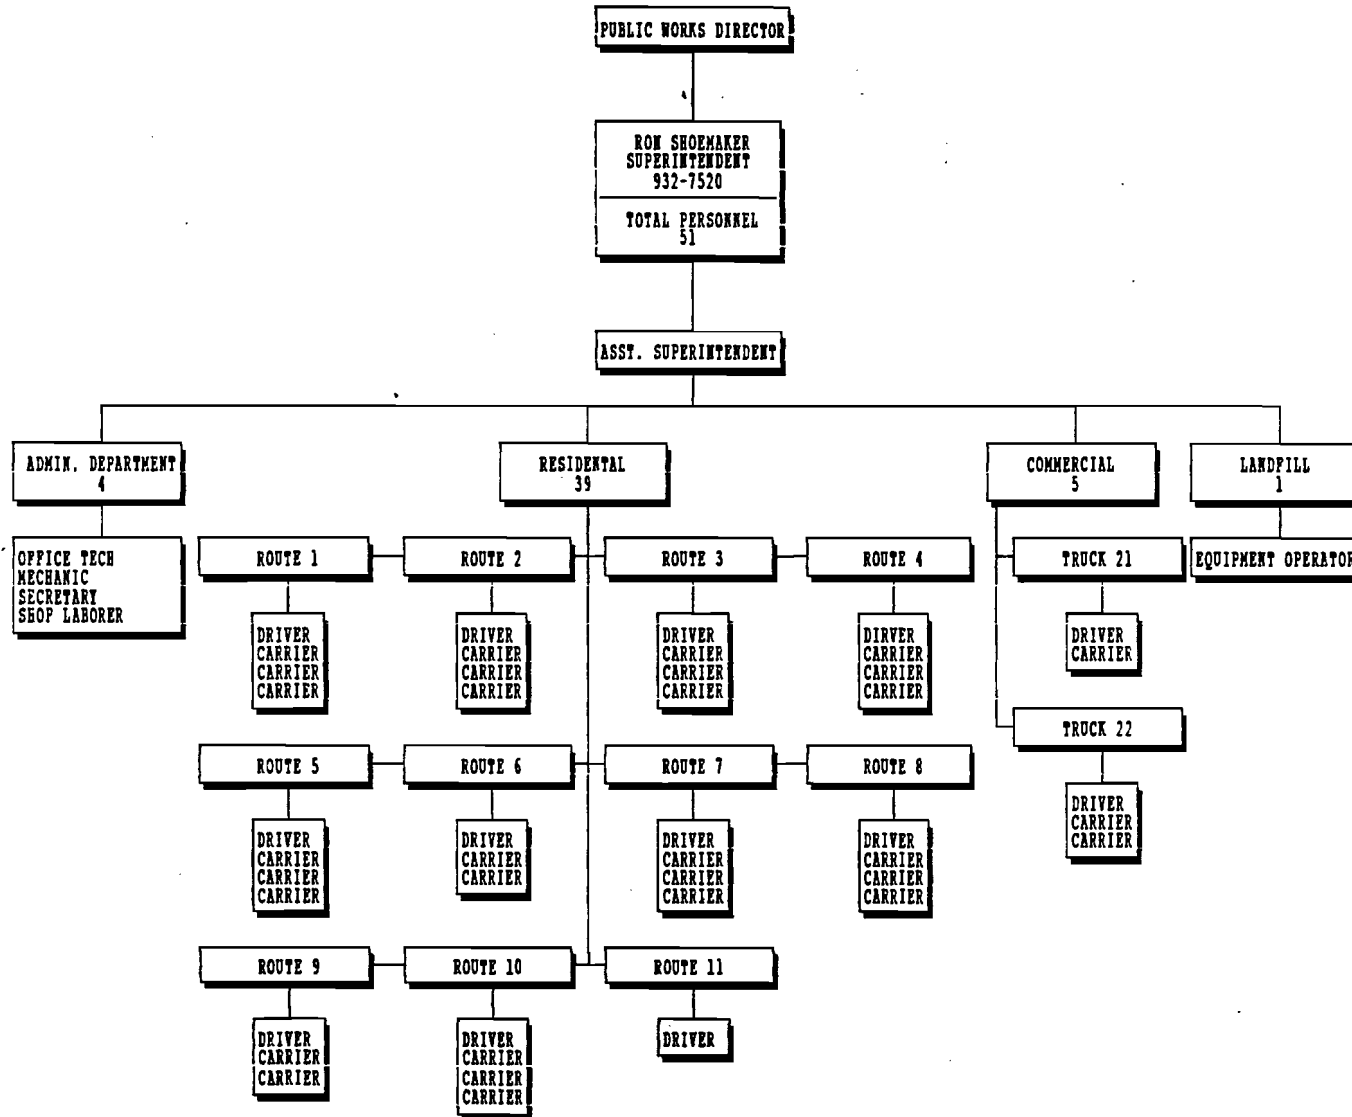 PUBLIC WORKS DIRECTOR
RON SHOEMAKER
SUPERINTENDENT
932-7520
TOTAL PERSONNEL
51
ASST. SUPERINTENDENT
ADMIN. DEPARTMENT
4
OFFICE TECH
MECHANIC
SECRETARY
SHOP LABORER
RESIDENTAL
39
ROUTE 1
DRIVER
CARRIER
CARRIER
CARRIER
ROUTE 2
DRIVER
CARRIER
CARRIER
CARRIER
ROUTE 3
DRIVER
CARRIER
CARRIER
CARRIER
ROUTE 4
DIRVER
CARRIER
CARRIER
CARRIER
ROUTE 5
DRIVER
CARRIER
CARRIER
CARRIER
ROUTE 6
DRIVER
CARRIER
CARRIER
ROUTE 7
DRIVER
CARRIER
CARRIER
CARRIER
ROUTE 8
DRIVER
CARRIER
CARRIER
CARRIER
ROUTE 9
DRIVER
CARRIER
CARRIER
ROUTE 10
DRIVER
CARRIER
CARRIER
CARRIER
ROUTE 11
DRIVER
COMMERCIAL
5
TRUCK 21
DRIVER
CARRIER
TRUCK 22
DRIVER
CARRIER
CARRIER
LANDFILL
1
EQUIPMENT OPERATOR